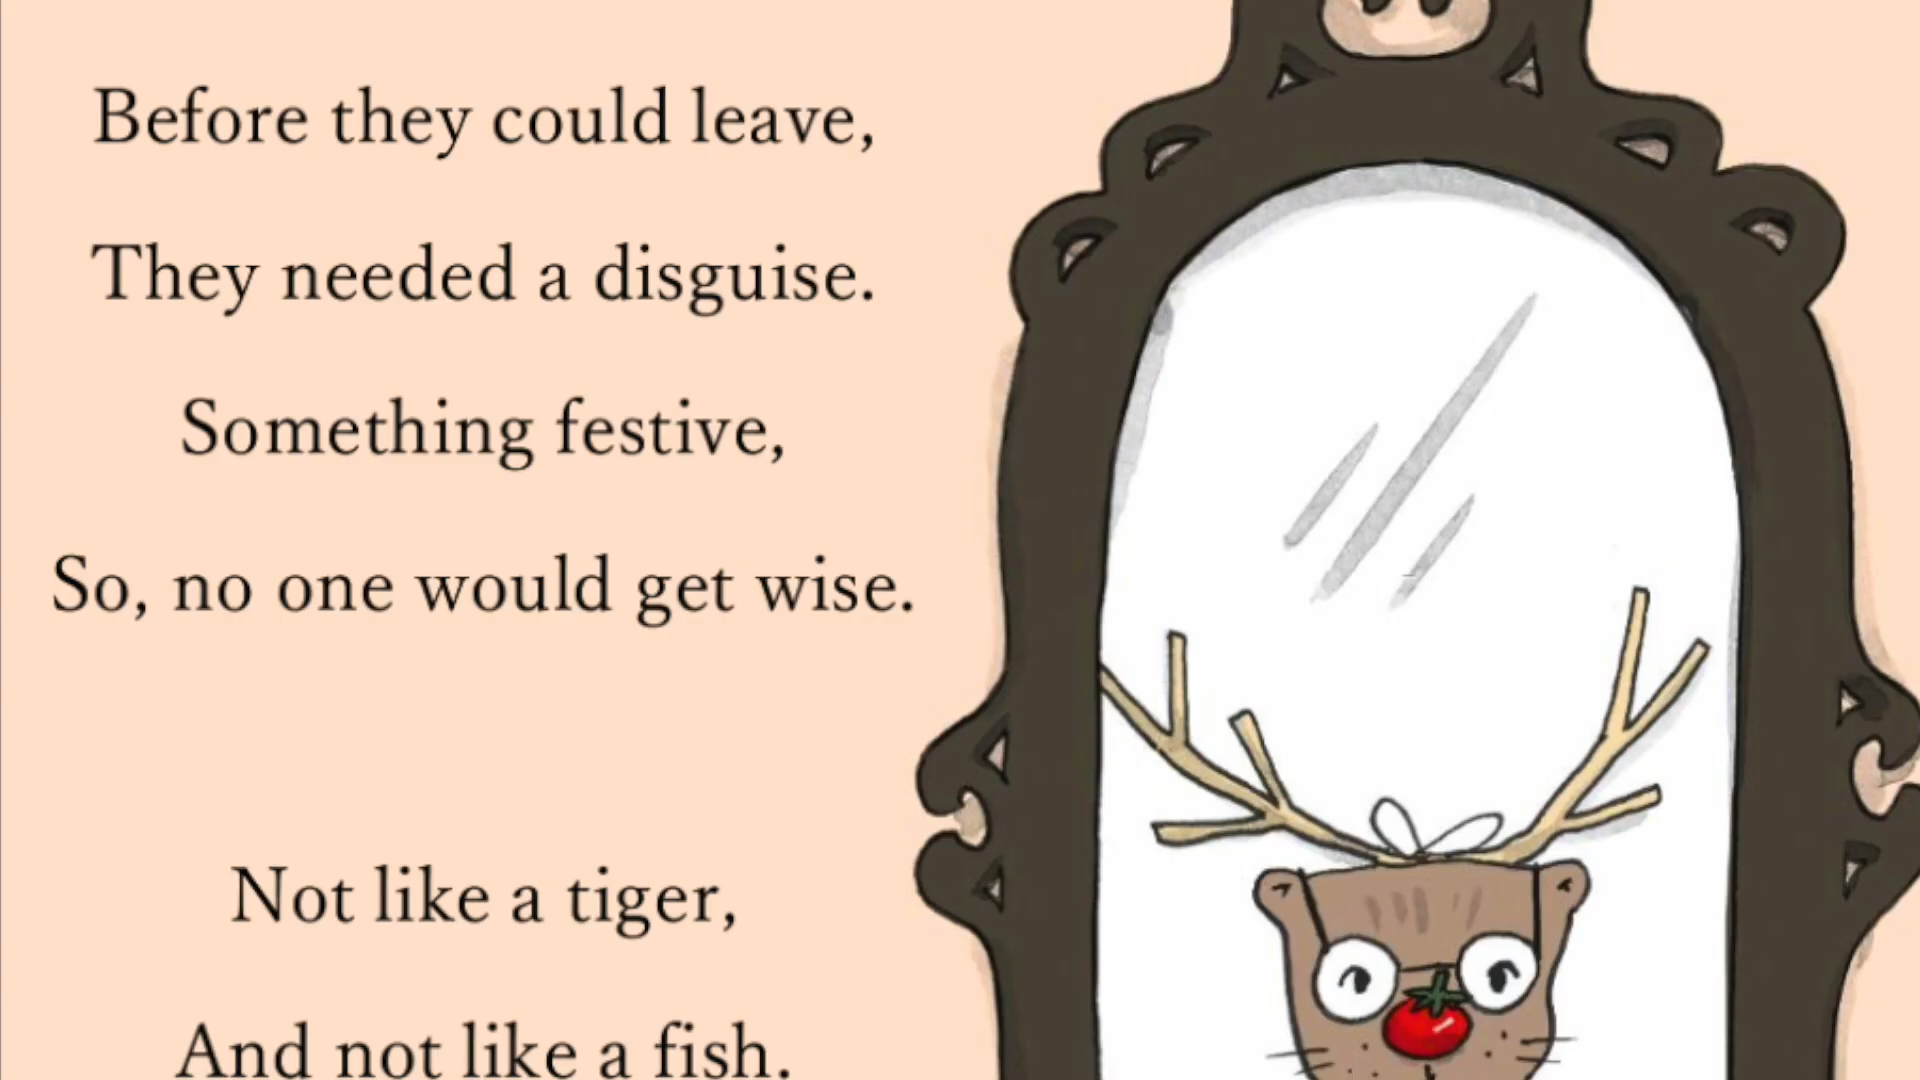 Before they could leave,
They needed a disguise.
Something festive,
So, no one would get wise.
Not like a tiger,
And not like a fish.